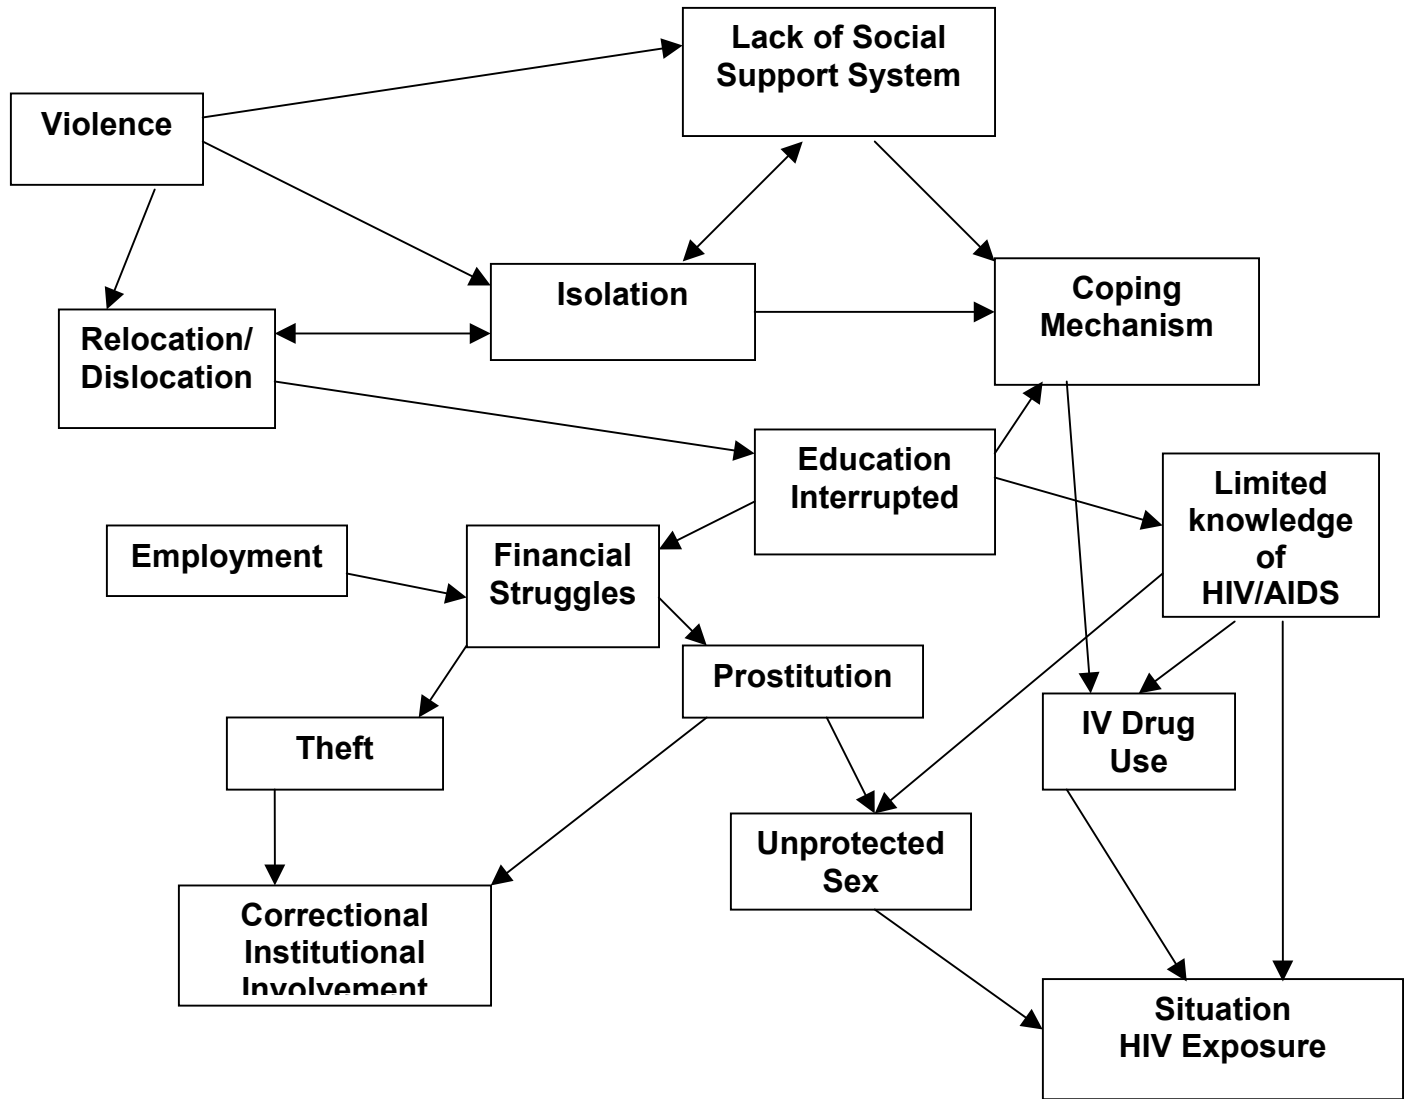 Lack of Social
Support System
Violence
Isolation
Coping
Mechanism
Relocation/
Dislocation
Education
Interrupted
Limited
knowledge
of
HIV/AIDS
Employment
Financial
Struggles
Prostitution
IV Drug
Use
Theft
Unprotected
Sex
Correctional
Institutional
Involvement
Situation
HIV Exposure